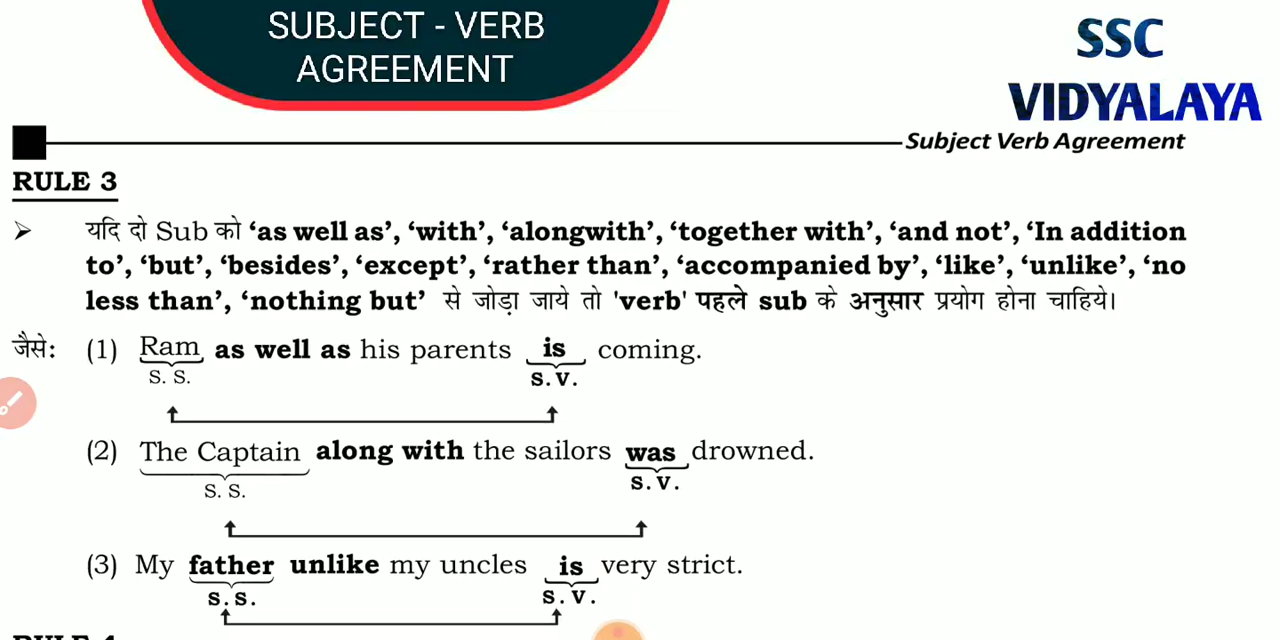 SUBJECT - VERB
AGREEMENT
SSC
VIDYALAYA
Subject Verb Agreement
RULE 3
➢ यदि दो Sub को ‘as well as’, ‘with’, ‘alongwith’, ‘together with’, ‘and not’, ‘In addition
to’, ‘but’, ‘besides’, ‘except’, ‘rather than’, ‘accompanied by’, ‘like’, ‘unlike’, ‘no
less than’, ‘nothing but’ से जोड़ा जाये तो 'verb' पहले sub के अनुसार प्रयोग होना चाहिये।
जैसे: (1) Ram as well as his parents is coming.
S. S. S.V.
(2) The Captain along with the sailors was drowned.
S. S. S.V.
(3) My father unlike my uncles is very strict.
S.S. S.V.